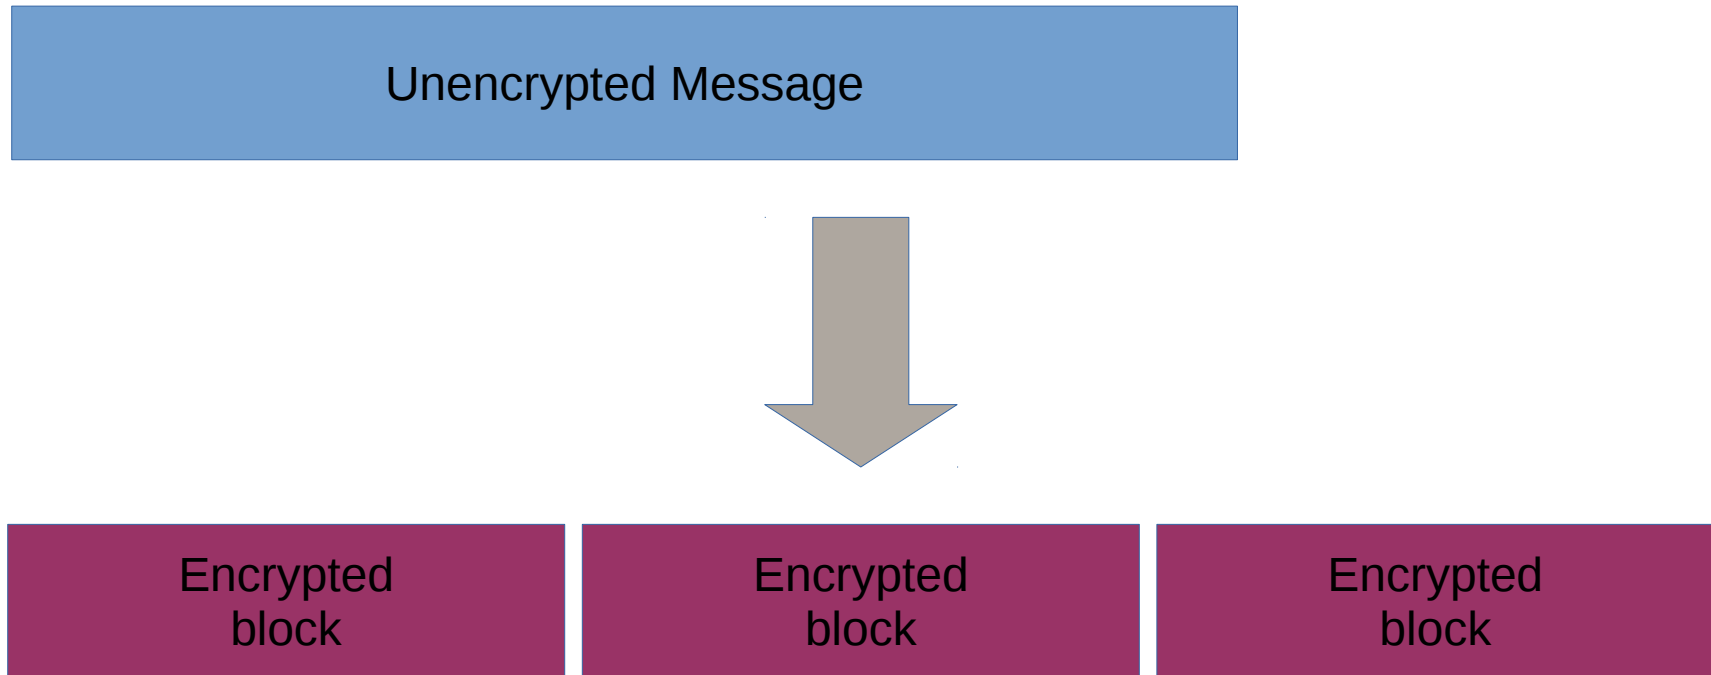 Unencrypted Message
Encrypted
block
Encrypted
block
Encrypted
block